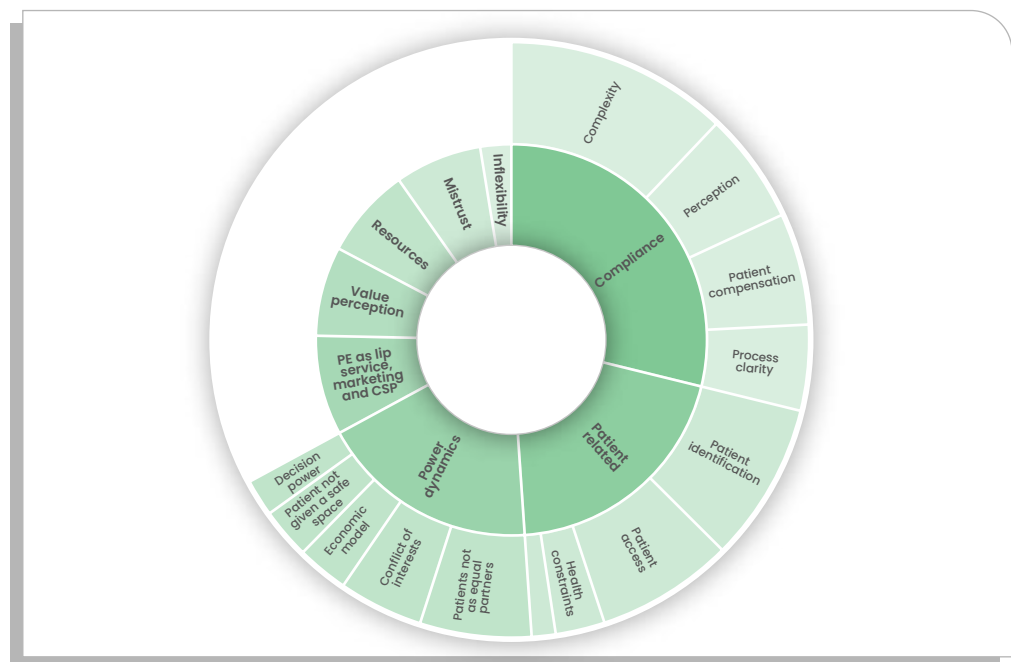 Complexity
Perception
Patient
compensation
Process
clarity
Patient
identification
Patient
access
Health
constraints
Patients not
as equal
partners
Conflict of
interests
Economic
model
Patient not
given a safe
space
Decision
power
Compliance
Patient
related
Power
dynamics
PE as lip
service,
marketing
and CSP
Value
perception
Resources
Mistrust
Inflexibility